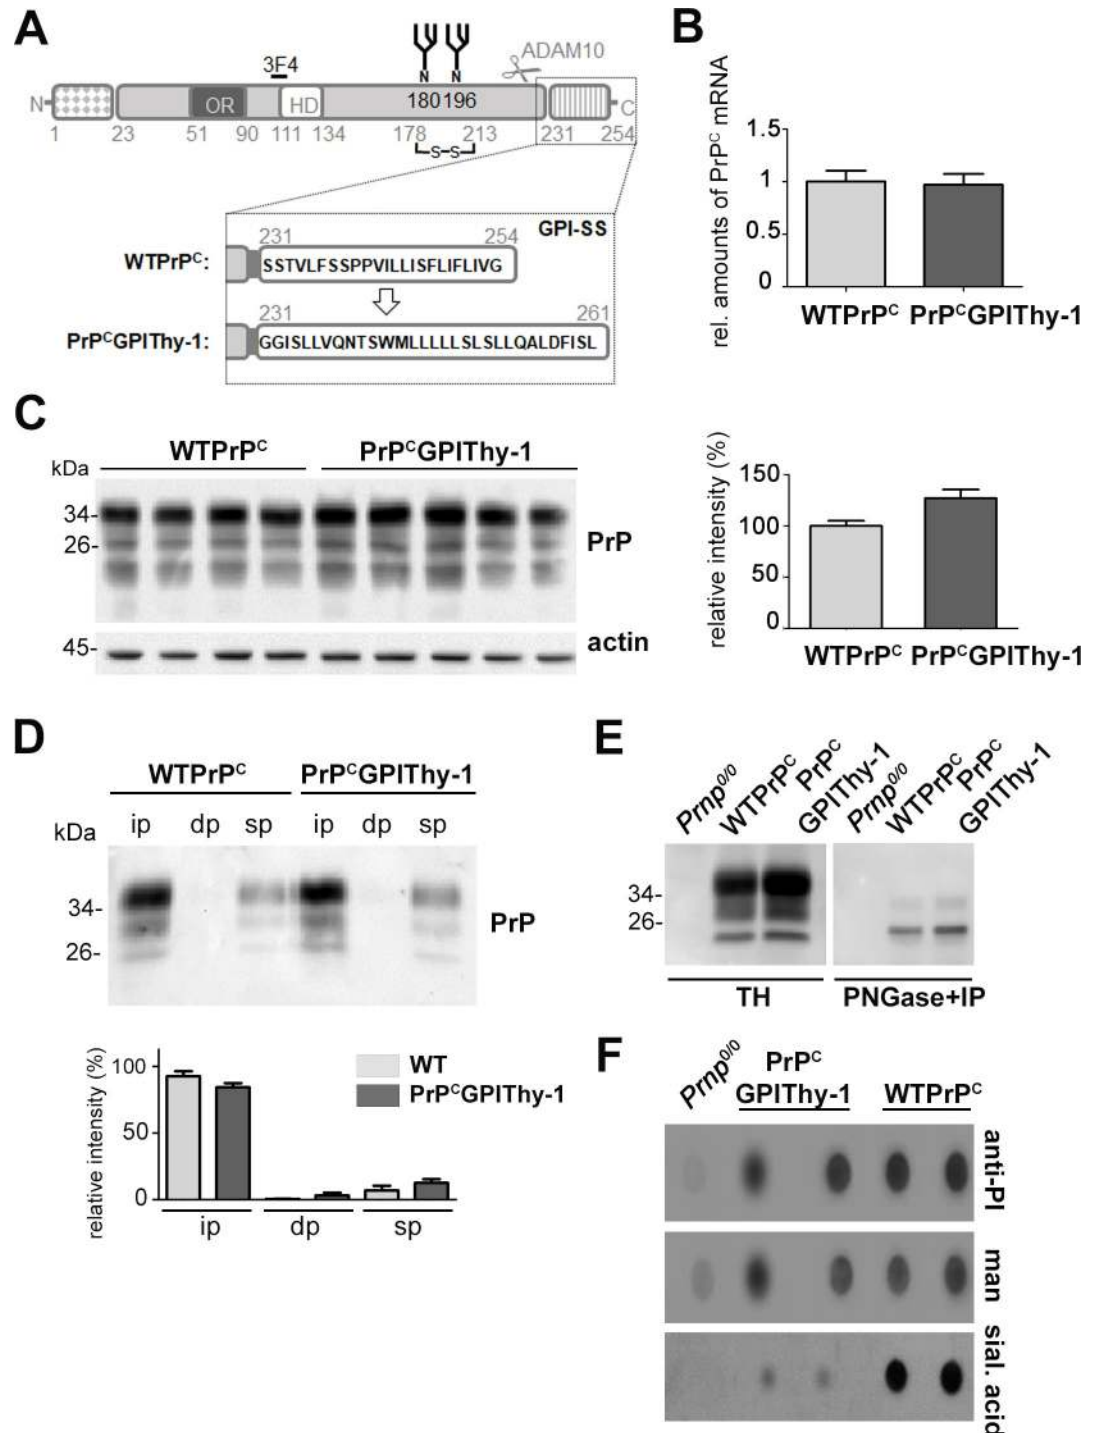 A
3F4
ADAM10
N N
N OR HD 180 196 C
1 23 51 90 111 134 178 213 231 254
S-S
GPI-SS
231 254
WTPrPᶜ: SSTVLFSSPPVILLISFLIFLIVG
231 261
PrPᶜGPIThy-1: GGISLLVQNTSWMLLLLLSLSLLQALDFISL
B
rel. amounts of PrPᶜ mRNA
1.5
1
0.5
0
WTPrPᶜ PrPᶜGPIThy-1
C
kDa WTPrPᶜ PrPᶜGPIThy-1
34-
26-
PrP
45-
actin
relative intensity (%)
150
100
50
0
WTPrPᶜ PrPᶜGPIThy-1
D
WTPrPᶜ PrPᶜGPIThy-1
kDa ip dp sp ip dp sp
34-
26-
PrP
relative intensity (%)
100
50
0
WT
PrPᶜGPIThy-1
ip dp sp
E
Prnp⁰/⁰ WTPrPᶜ PrPᶜ GPIThy-1 Prnp⁰/⁰ WTPrPᶜ PrPᶜ GPIThy-1
34-
26-
TH PNGase+IP
F
Prnp⁰/⁰ PrPᶜ
GPIThy-1 WTPrPᶜ
anti-PI
man
sial. acid